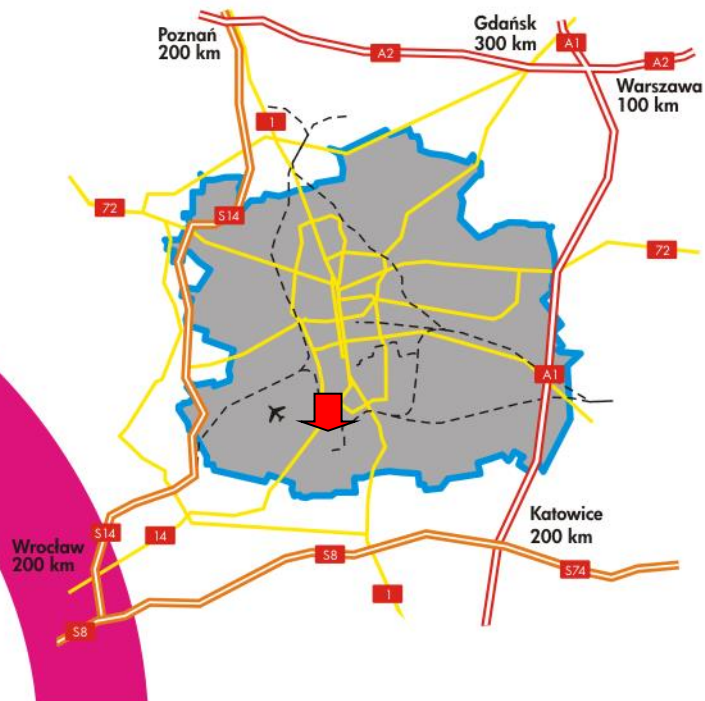 Poznań
200 km
Gdańsk
300 km
A1
A2
A2
Warszawa
100 km
1
72
S14
72
A1
Katowice
200 km
S14
14
Wrocław
200 km
S8
S74
1
S8